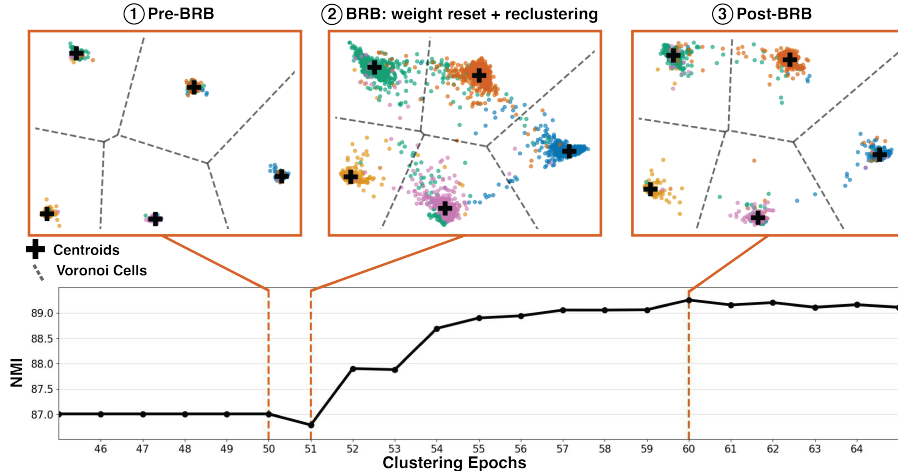 ① Pre-BRB
② BRB: weight reset + reclustering
③ Post-BRB
Centroids
Voronoi Cells
NMI
89.0
88.5
88.0
87.5
87.0
46 47 48 49 50 51 52 53 54 55 56 57 58 59 60 61 62 63 64
Clustering Epochs